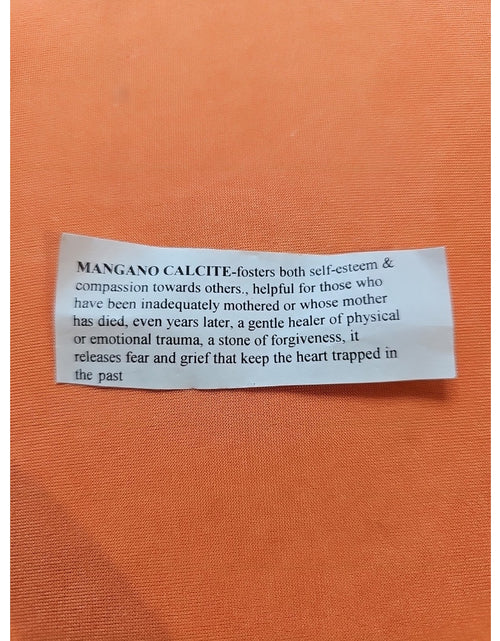 MANGANO CALCITE-fosters both self-esteem &
compassion towards others., helpful for those who
have been inadequately mothered or whose mother
has died, even years later, a gentle healer of physical
or emotional trauma, a stone of forgiveness, it
releases fear and grief that keep the heart trapped in
the past